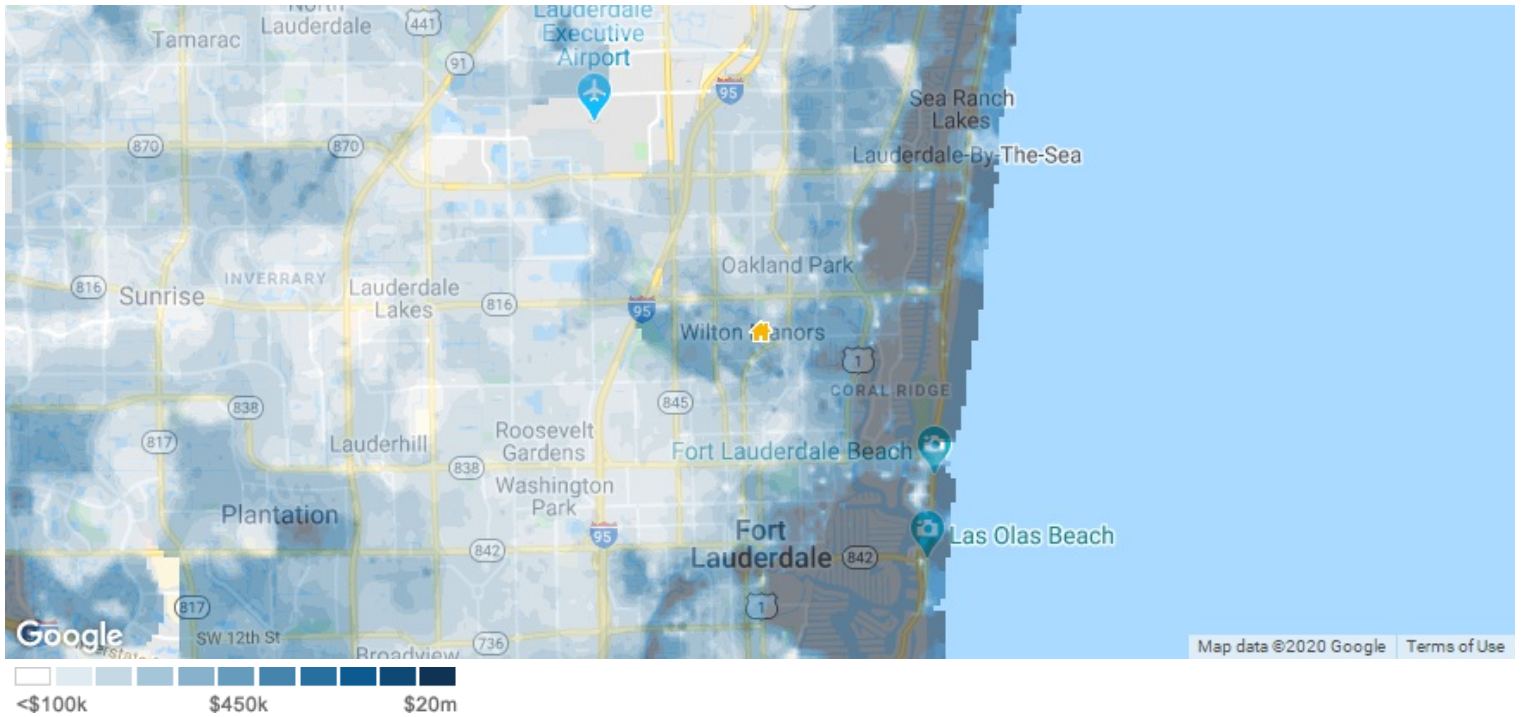 North
Lauderdale
441
Tamarac
Lauderdale
Executive
Airport
91
95
Sea Ranch
Lakes
870
870
Lauderdale-By-The-Sea
Oakland Park
INVERRARY
816
Sunrise
Lauderdale
Lakes
816
95
Wilton Manors
1
CORAL RIDGE
845
838
817
Lauderhill
Roosevelt
Gardens
Fort Lauderdale Beach
838
Washington
Park
Plantation
95
Fort
Lauderdale
842
842
Las Olas Beach
817
1
Google
SW 12th St
736
Broadview
Map data ©2020 Google
Terms of Use
<$100k
$450k
$20m